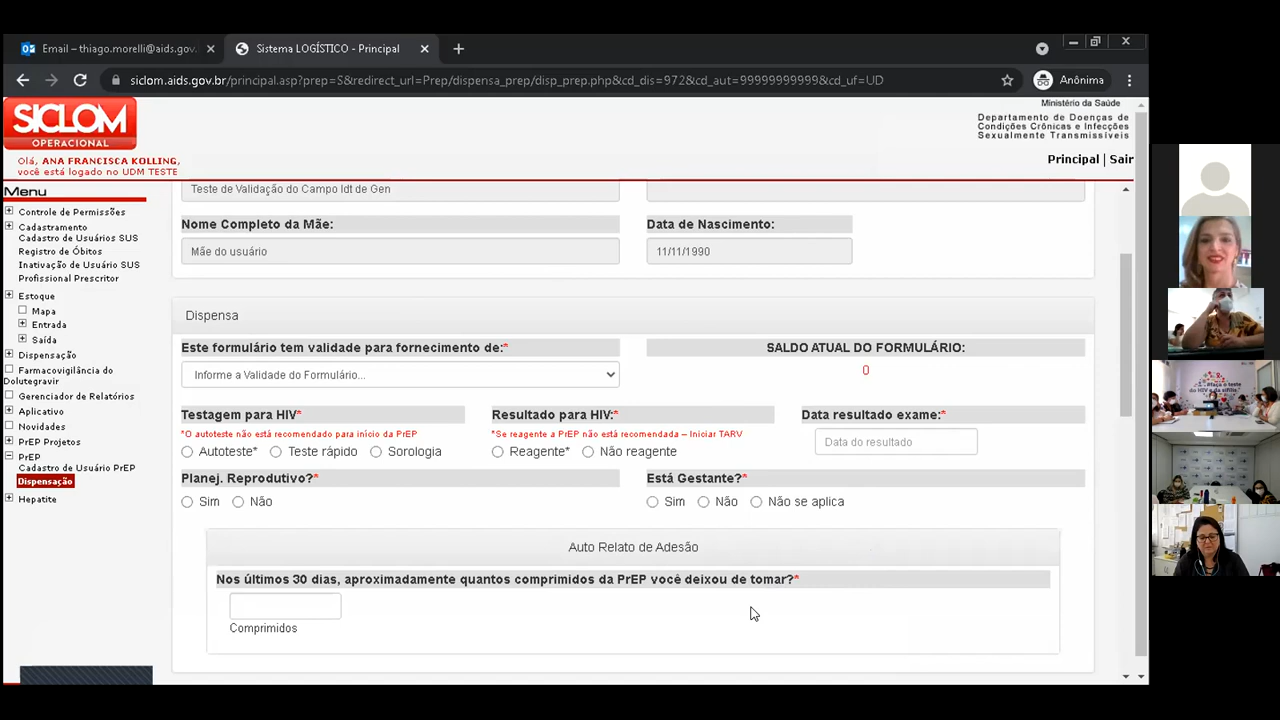 Email – thiago.morelli@aids.gov.
Sistema LOGÍSTICO - Principal
siclom.aids.gov.br/principal.asp?prep=S&redirect_url=Prep/dispensa_prep/disp_prep.php&cd_dis=972&cd_aut=99999999999&cd_uf=UD
Anônima
SICLOM
OPERACIONAL
Ministério da Saúde
Departamento de Doenças de
Condições Crônicas e Infecções
Sexualmente Transmissíveis
Olá, ANA FRANCISCA KOLLING,
você está logado no UDM TESTE
Principal | Sair
Menu
Controle de Permissões
Cadastramento
Cadastro de Usuários SUS
Registro de Óbitos
Inativação de Usuário SUS
Profissional Prescritor
Estoque
Mapa
Entrada
Saída
Dispensação
Farmacovigilância do
Dolutegravir
Gerenciador de Relatórios
Aplicativo
Novidades
PrEP Projetos
PrEP
Cadastro de Usuário PrEP
Dispensação
Hepatite
Teste de Validação do Campo Idt de Gen
Nome Completo da Mãe:
Data de Nascimento:
Mãe do usuário
11/11/1990
Dispensa
Este formulário tem validade para fornecimento de:*
SALDO ATUAL DO FORMULÁRIO:
Informe a Validade do Formulário...
0
Testagem para HIV*
Resultado para HIV:*
Data resultado exame:*
*O autoteste não está recomendado para início da PrEP
*Se reagente a PrEP não está recomendada – Iniciar TARV
Data do resultado
Autoteste* Teste rápido Sorologia
Reagente* Não reagente
Planej. Reprodutivo?*
Está Gestante?*
Sim Não
Sim Não Não se aplica
Auto Relato de Adesão
Nos últimos 30 dias, aproximadamente quantos comprimidos da PrEP você deixou de tomar?*
Comprimidos